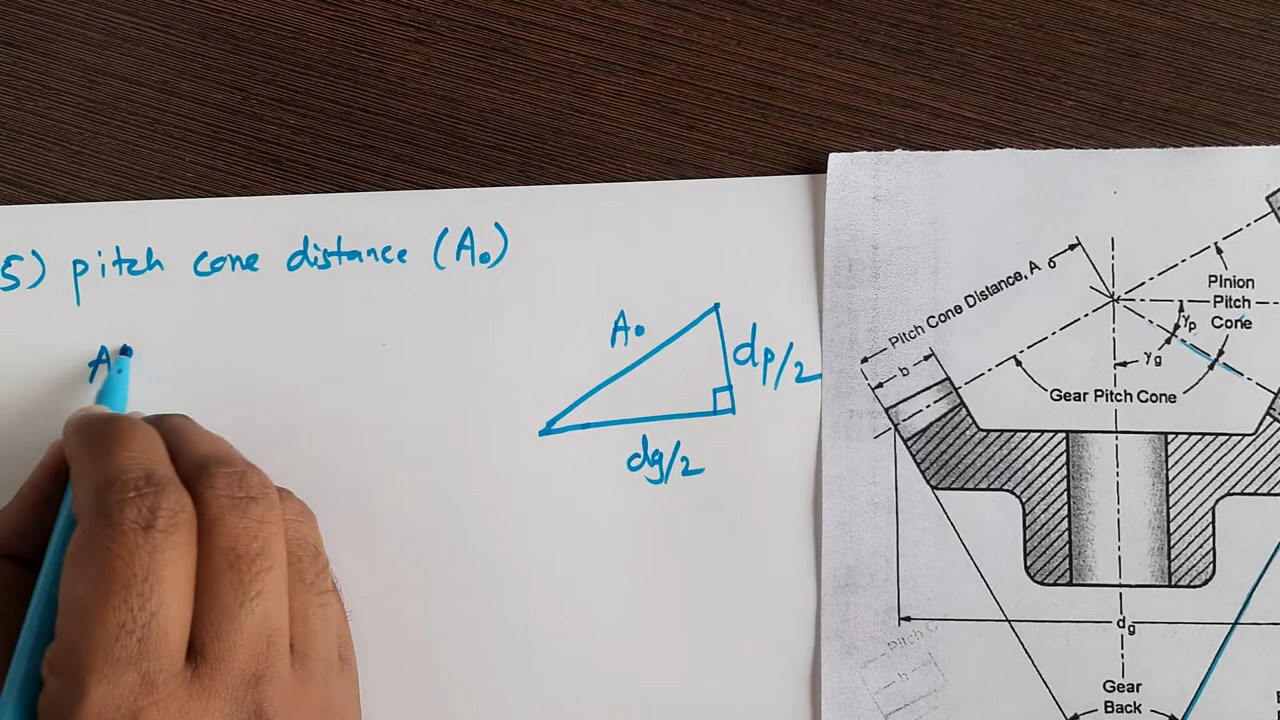 5) pitch cone distance (A₀)
A₀
A₀
dp/2
dg/2
Pitch Cone Distance, A₀
b
Pinion
Pitch
Cone
γp
γg
Gear Pitch Cone
dg
Pitch C
b
Gear
Back